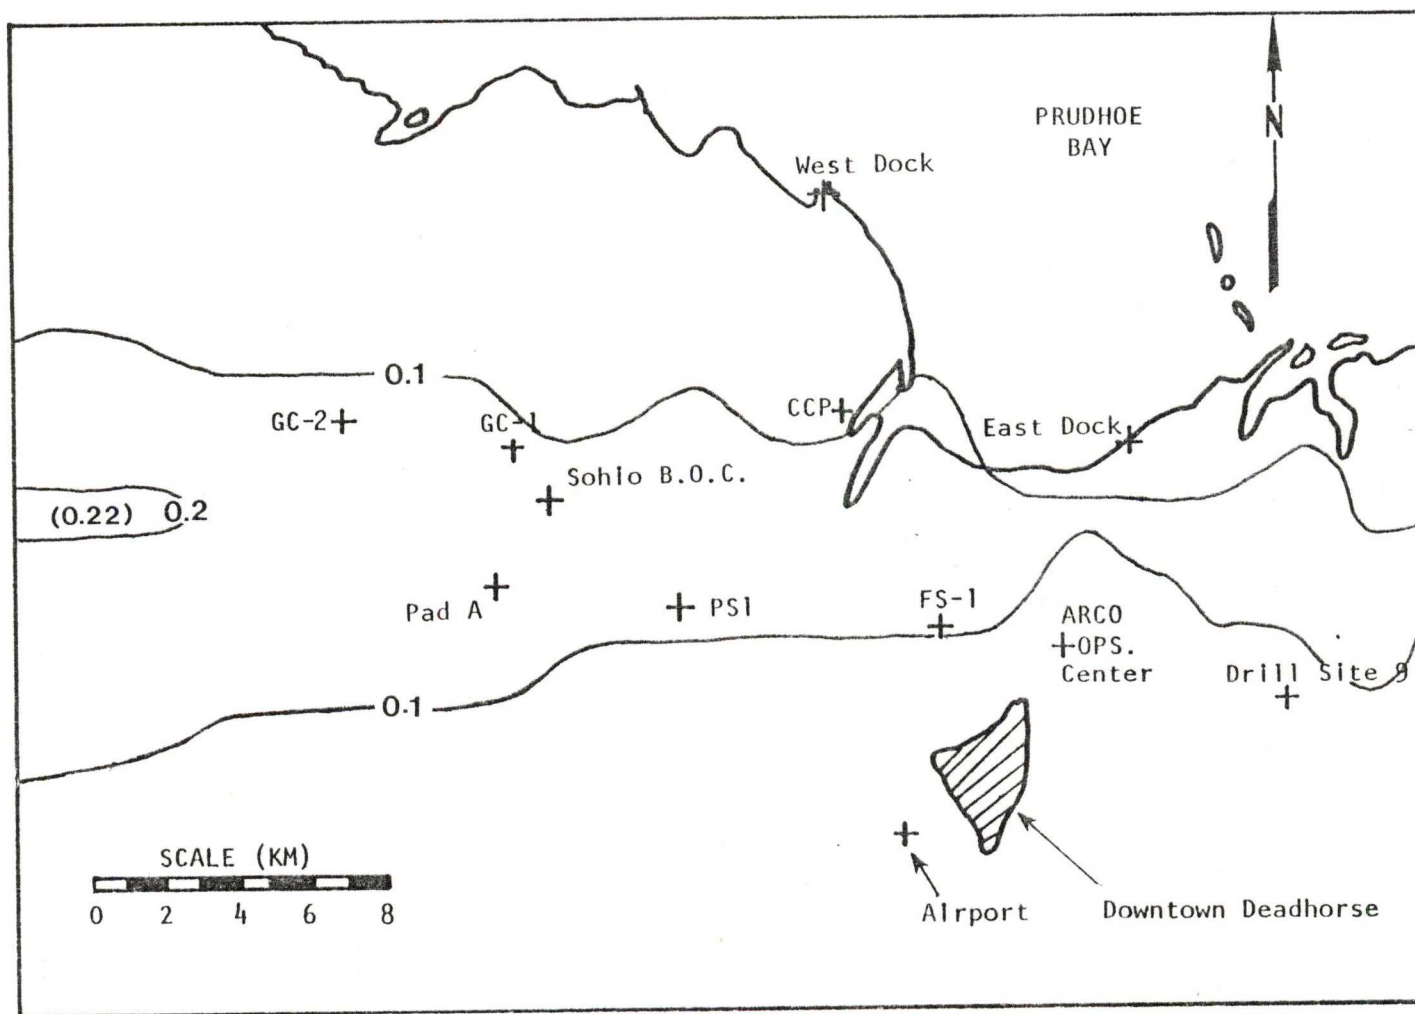 PRUDHOE
BAY
N
West Dock
0.1
GC-2
GC-1
CCP
East Dock
Sohio B.O.C.
(0.22) 0.2
Pad A
PS1
FS-1
ARCO
OPS.
Center
Drill Site 9
0.1
SCALE (KM)
0 2 4 6 8
Airport
Downtown Deadhorse